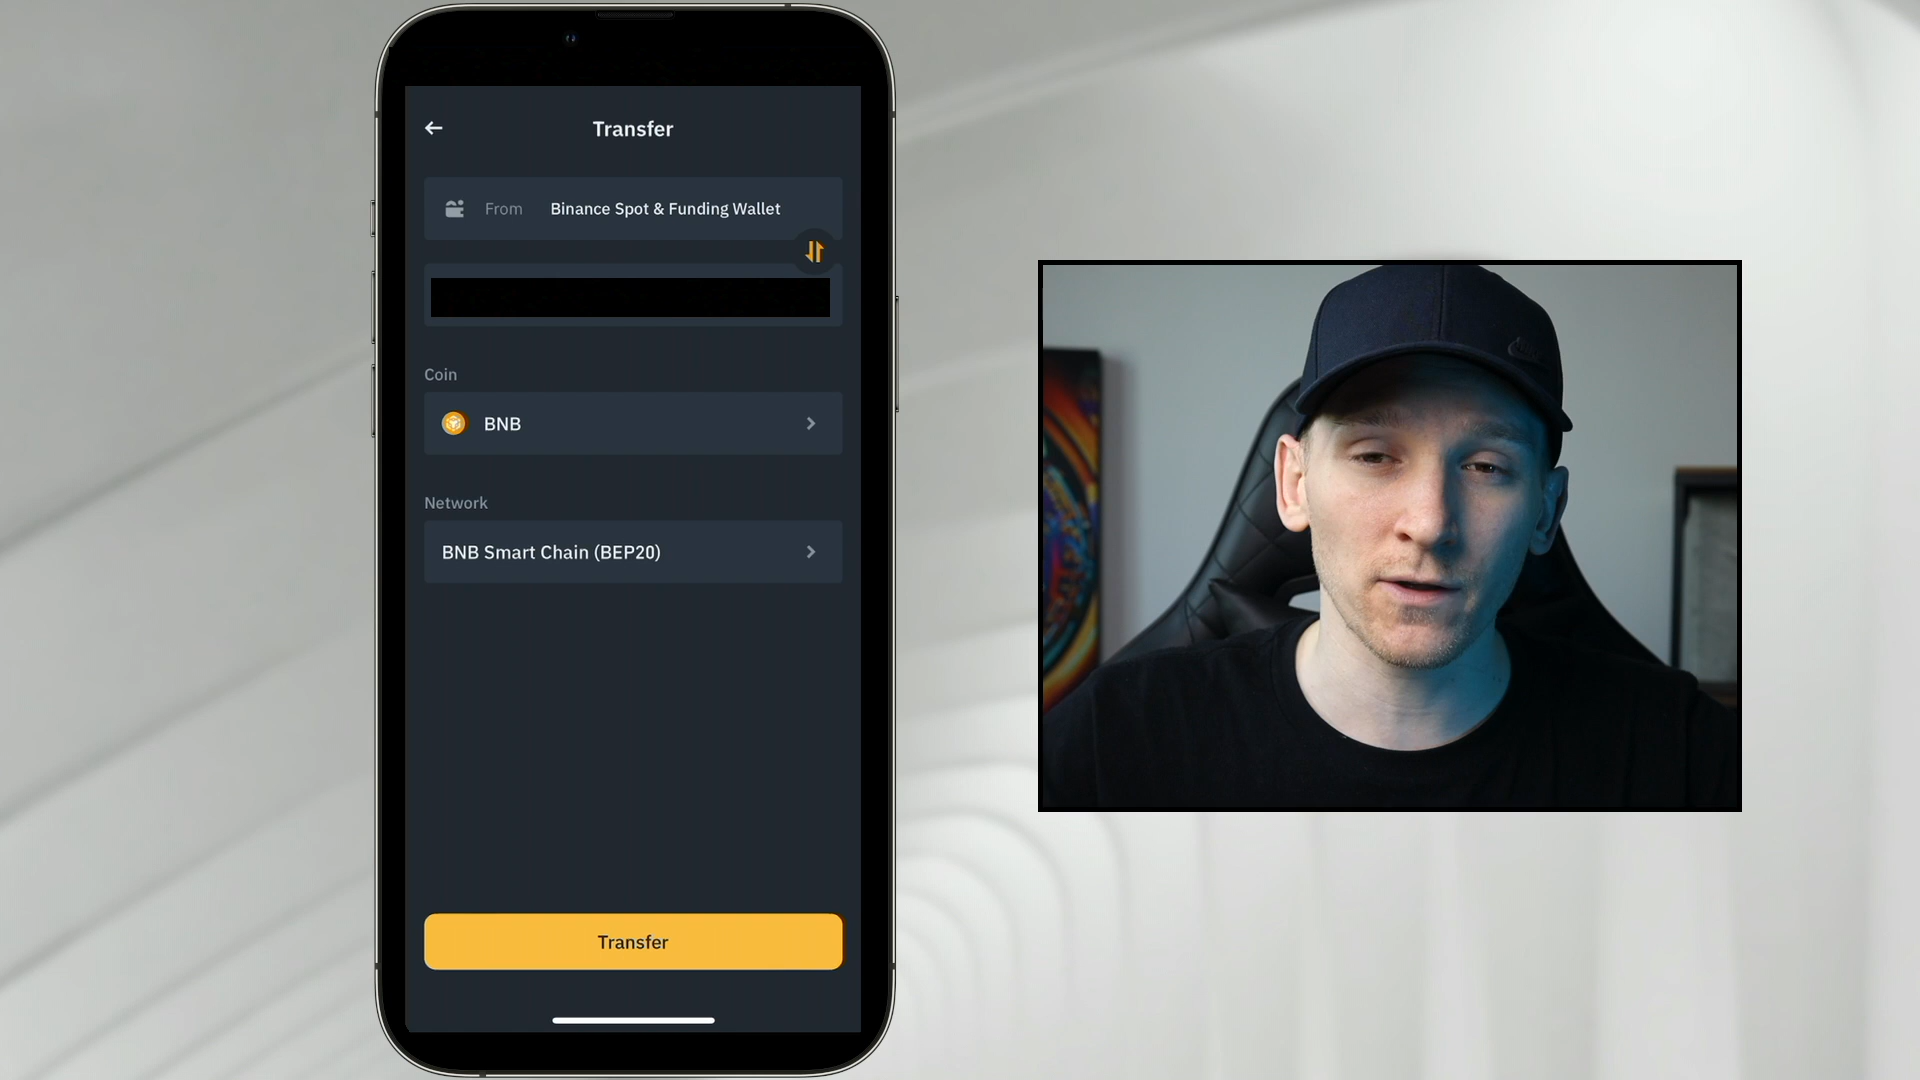 Transfer
From Binance Spot & Funding Wallet
Coin
BNB
Network
BNB Smart Chain (BEP20)
Transfer